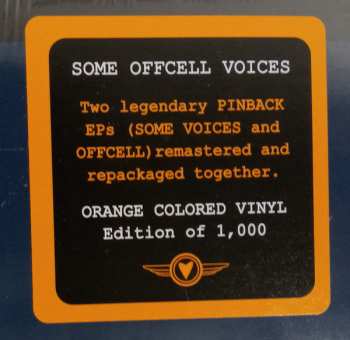 SOME OFFCELL VOICES
Two legendary PINBACK
EPs (SOME VOICES and
OFFCELL)remastered and
repackaged together.
ORANGE COLORED VINYL
Edition of 1,000